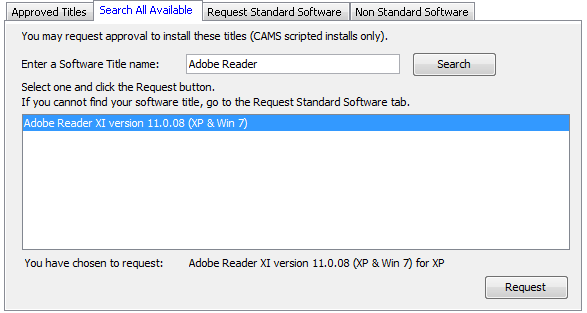 Approved Titles Search All Available Request Standard Software Non Standard Software
You may request approval to install these titles (CAMS scripted installs only).
Enter a Software Title name: Adobe Reader Search
Select one and click the Request button.
If you cannot find your software title, go to the Request Standard Software tab.
Adobe Reader XI version 11.0.08 (XP & Win 7)
You have chosen to request: Adobe Reader XI version 11.0.08 (XP & Win 7) for XP
Request